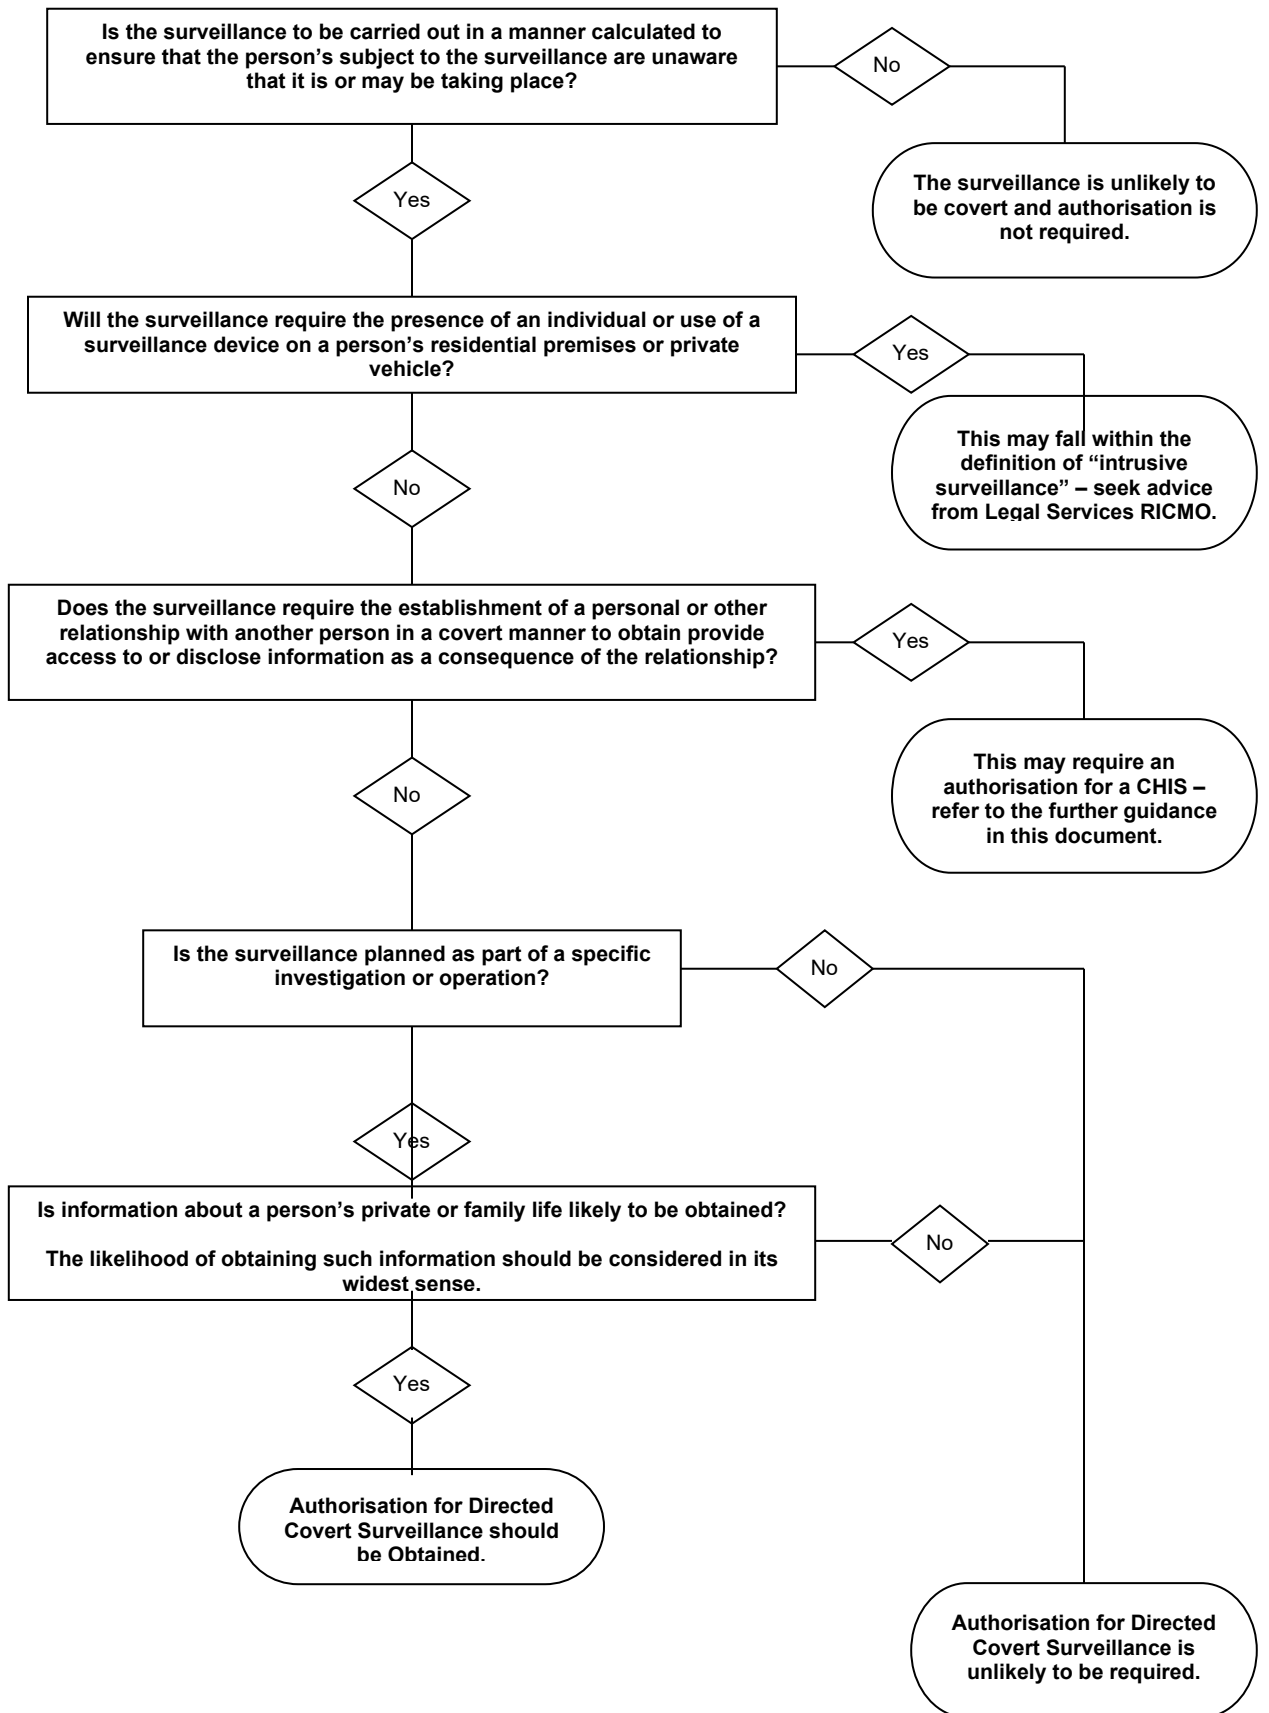 Is the surveillance to be carried out in a manner calculated to
ensure that the person’s subject to the surveillance are unaware
that it is or may be taking place?
No
Yes
The surveillance is unlikely to
be covert and authorisation is
not required.
Will the surveillance require the presence of an individual or use of a
surveillance device on a person’s residential premises or private
vehicle?
Yes
No
This may fall within the
definition of “intrusive
surveillance” – seek advice
from Legal Services RICMO.
Does the surveillance require the establishment of a personal or other
relationship with another person in a covert manner to obtain provide
access to or disclose information as a consequence of the relationship?
Yes
No
This may require an
authorisation for a CHIS –
refer to the further guidance
in this document.
Is the surveillance planned as part of a specific
investigation or operation?
No
Yes
Is information about a person’s private or family life likely to be obtained?
The likelihood of obtaining such information should be considered in its
widest sense.
No
Yes
Authorisation for Directed
Covert Surveillance should
be Obtained.
Authorisation for Directed
Covert Surveillance is
unlikely to be required.